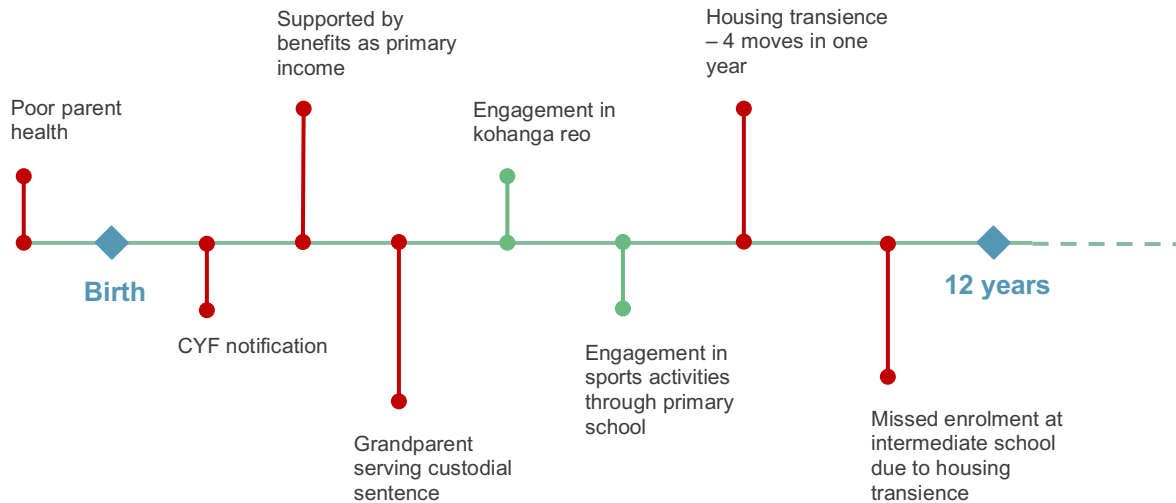 Poor parent
health
Birth
CYF notification
Supported by
benefits as primary
income
Grandparent
serving custodial
sentence
Engagement in
kohanga reo
Engagement in
sports activities
through primary
school
Housing transience
– 4 moves in one
year
Missed enrolment at
intermediate school
due to housing
transience
12 years